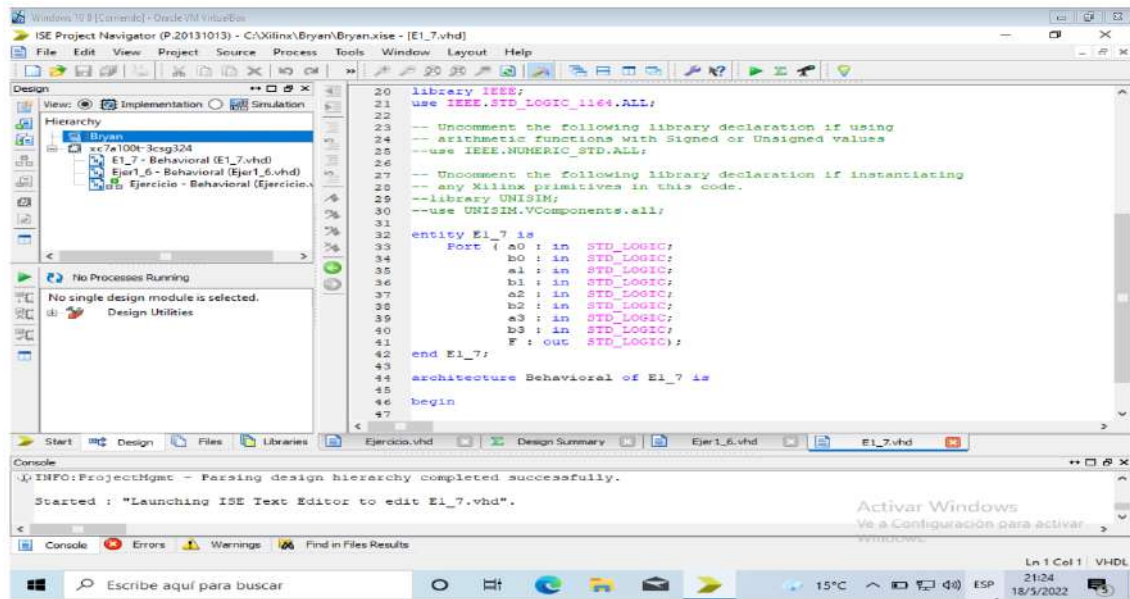 Windows 10 B [Corriendo] - Oracle VM VirtualBox
ISE Project Navigator (P.20131013) - C:\Xilinx\Bryan\Bryan.xise - [E1_7.vhd]
File Edit View Project Source Process Tools Window Layout Help
Design
View: Implementation Simulation
Hierarchy
Bryan
xc7a100t-3csg324
E1_7 - Behavioral (E1_7.vhd)
Ejer1_6 - Behavioral (Ejer1_6.vhd)
Ejercicio - Behavioral (Ejercicio.v
No Processes Running
No single design module is selected.
Design Utilities
20 library IEEE;
21 use IEEE.STD_LOGIC_1164.ALL;
22
23 -- Uncomment the following library declaration if using
24 -- arithmetic functions with Signed or Unsigned values
25 --use IEEE.NUMERIC_STD.ALL;
26
27 -- Uncomment the following library declaration if instantiating
28 -- any Xilinx primitives in this code.
29 --library UNISIM;
30 --use UNISIM.VComponents.all;
31
32 entity E1_7 is
33 Port ( a0 : in STD_LOGIC;
34 b0 : in STD_LOGIC;
35 a1 : in STD_LOGIC;
36 b1 : in STD_LOGIC;
37 a2 : in STD_LOGIC;
38 b2 : in STD_LOGIC;
39 a3 : in STD_LOGIC;
40 b3 : in STD_LOGIC;
41 F : out STD_LOGIC);
42 end E1_7;
43
44 architecture Behavioral of E1_7 is
45
46 begin
47
Start Design Files Libraries
Ejercicio.vhd Design Summary Ejer1_6.vhd E1_7.vhd
Console
INFO:ProjectMgmt - Parsing design hierarchy completed successfully.
Started : "Launching ISE Text Editor to edit E1_7.vhd".
Activar Windows
Ve a Configuración para activar
Windows.
Console Errors Warnings Find in Files Results
Ln 1 Col 1 VHDL
Escribe aquí para buscar
15°C ESP
21:24
18/5/2022